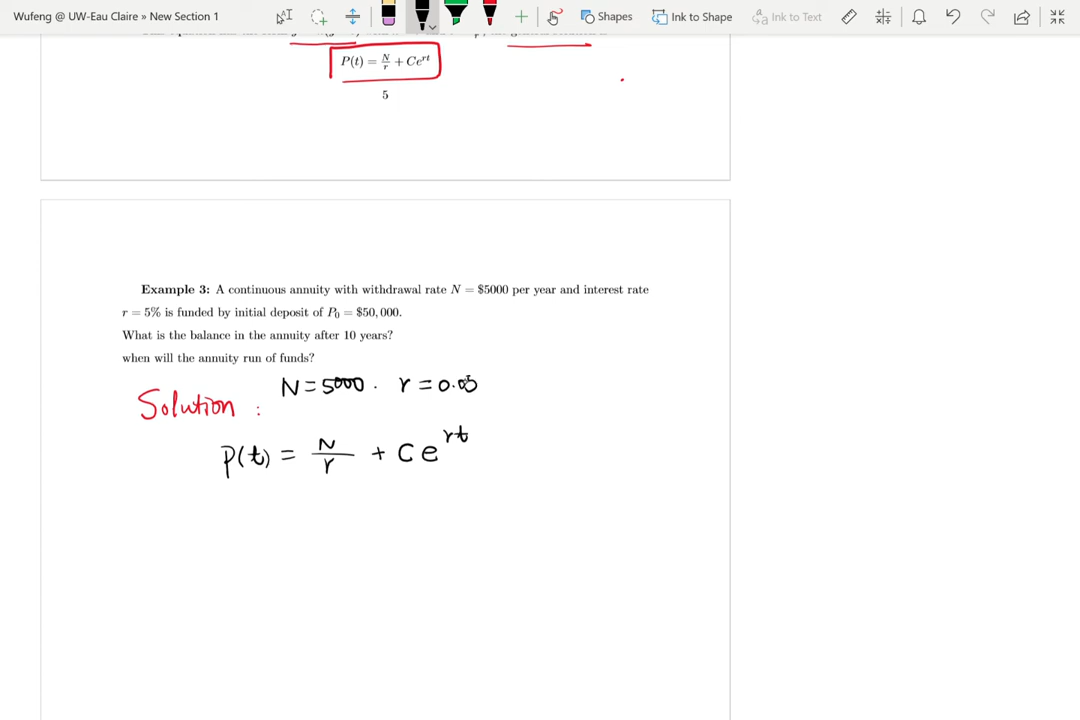 Wufeng @ UW-Eau Claire » New Section 1
Shapes
Ink to Shape
Ink to Text
P(t) = N/r + Ce^{rt}
5
Example 3: A continuous annuity with withdrawal rate N = $5000 per year and interest rate
r = 5% is funded by initial deposit of P₀ = $50,000.
What is the balance in the annuity after 10 years?
when will the annuity run of funds?
N = 5000 . r = 0.05
Solution :
P(t) = N/r + C e^{rt}